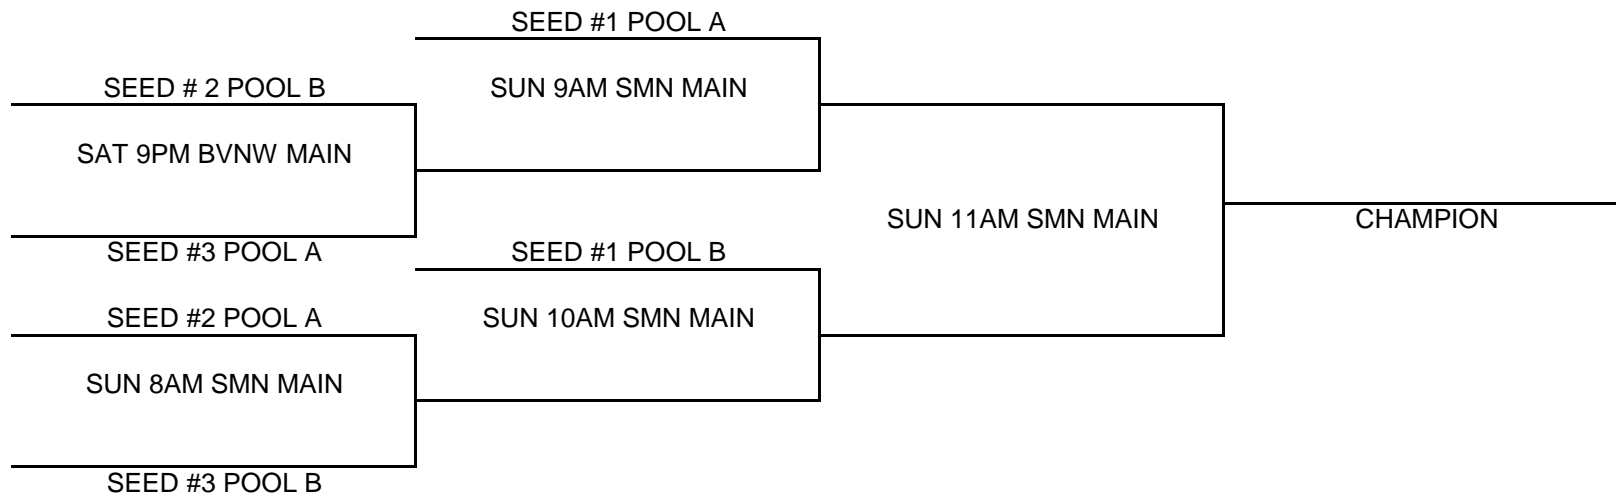 SEED #1 POOL A
SEED # 2 POOL B
SUN 9AM SMN MAIN
SAT 9PM BVNW MAIN
SUN 11AM SMN MAIN
CHAMPION
SEED #3 POOL A
SEED #1 POOL B
SEED #2 POOL A
SUN 10AM SMN MAIN
SUN 8AM SMN MAIN
SEED #3 POOL B